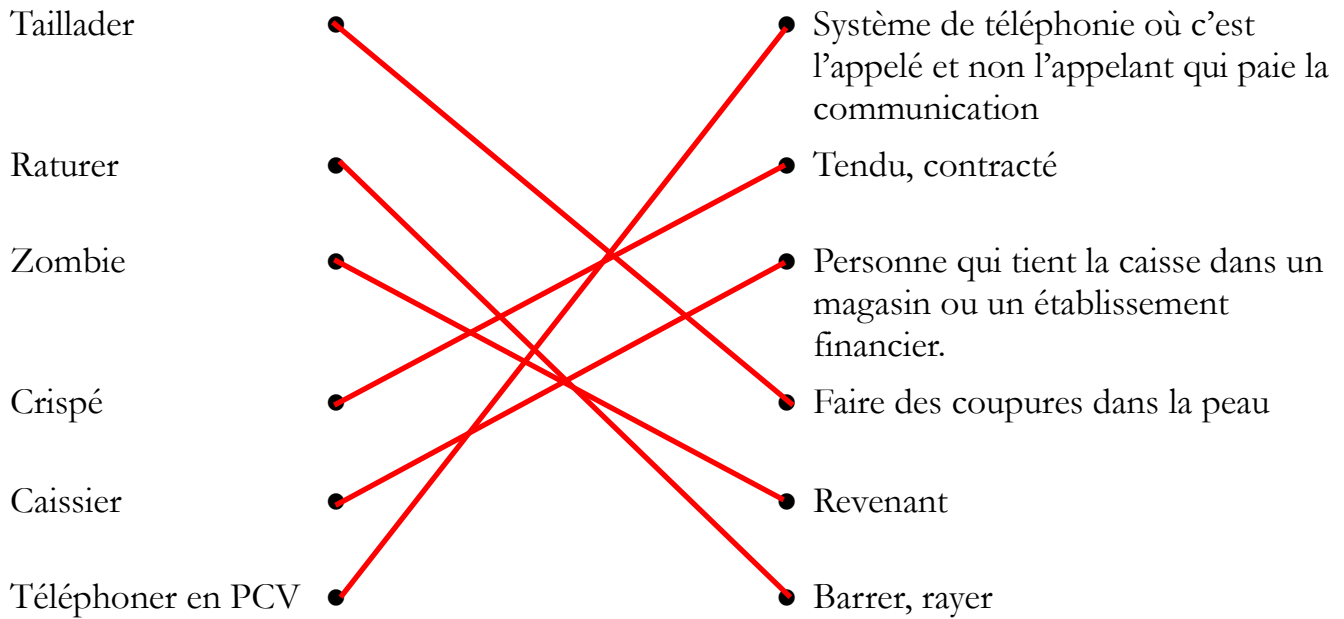 Taillader
Système de téléphonie où c’est
l’appelé et non l’appelant qui paie la
communication
Raturer
Tendu, contracté
Zombie
Personne qui tient la caisse dans un
magasin ou un établissement
financier.
Crispé
Faire des coupures dans la peau
Caissier
Revenant
Téléphoner en PCV
Barrer, rayer